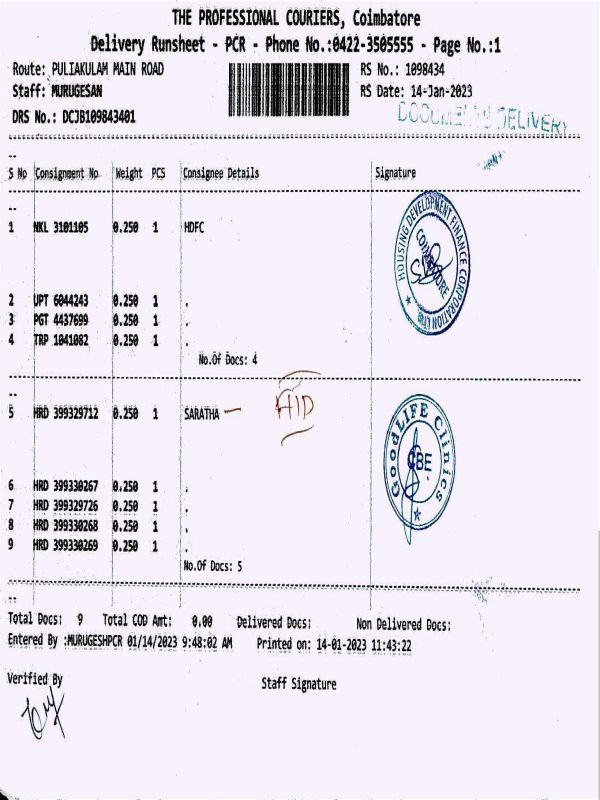 THE PROFESSIONAL COURIERS, Coimbatore
Delivery Runsheet - PCR - Phone No.:0422-3505555 - Page No.:1
Route: PULIAKULAM MAIN ROAD RS No.: 1098434
Staff: MURUGESAN RS Date: 14-Jan-2023
DRS No.: DCJB109843401
DOCUMENTS DELIVERY
S No Consignment No Weight PCS Consignee Details Signature
1 NKL 3101105 0.250 1 HDFC
HOUSING DEVELOPMENT FINANCE CORPORATION LTD.
COIMBATORE
2 UPT 6044243 0.250 1 .
3 PGT 4437699 0.250 1 .
4 TRP 1041082 0.250 1 .
No.Of Docs: 4
5 HRD 399329712 0.250 1 SARATHA
GoodLIFE Clinics
CBE
6 HRD 399330267 0.250 1 .
7 HRD 399329726 0.250 1 .
8 HRD 399330268 0.250 1 .
9 HRD 399330269 0.250 1 .
No.Of Docs: 5
Total Docs: 9 Total COD Amt: 0.00 Delivered Docs: Non Delivered Docs:
Entered By :MURUGESHPCR 01/14/2023 9:48:02 AM Printed on: 14-01-2023 11:43:22
Verified By Staff Signature